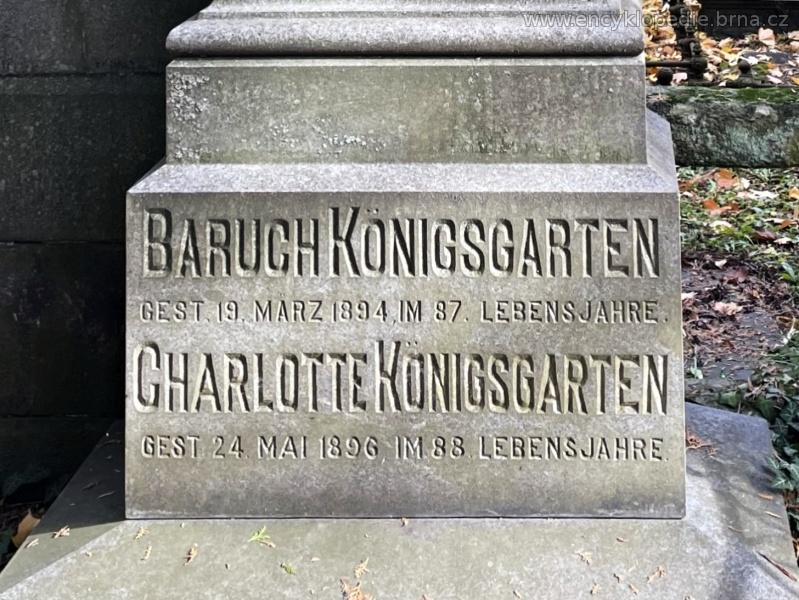 www.encyklopedie.brna.cz
BARUCH KÖNIGSGARTEN
GEST. 19. MÄRZ 1894, IM 87. LEBENSJAHRE.
CHARLOTTE KÖNIGSGARTEN
GEST 24. MAI 1896, IM 88. LEBENSJAHRE.